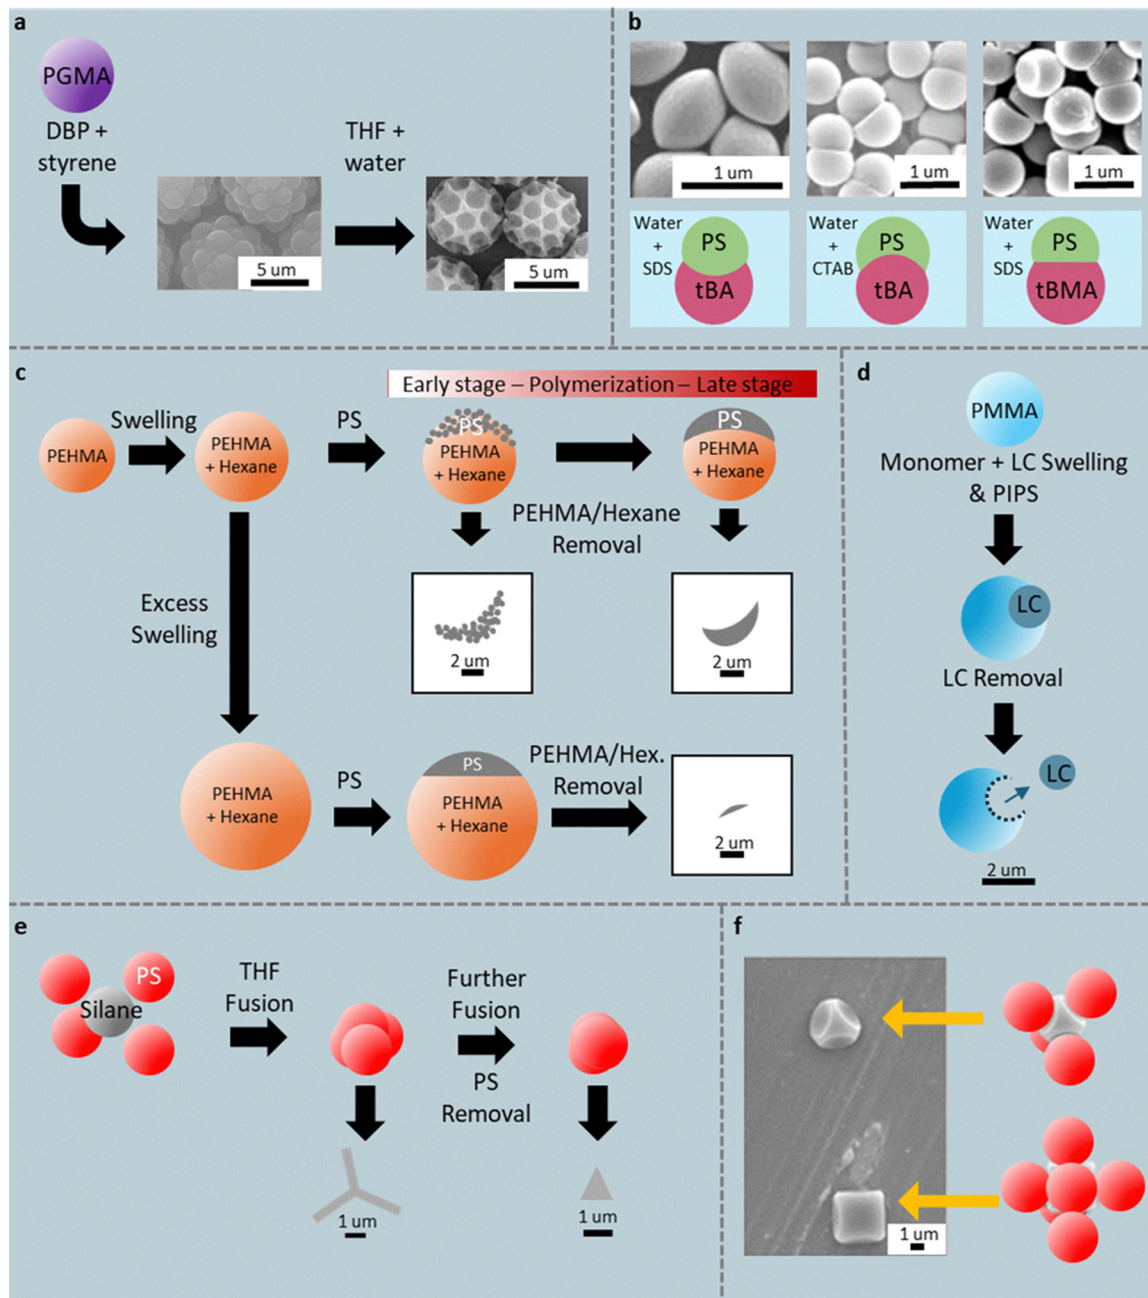 a
PGMA
DBP +
styrene
THF +
water
5 um
5 um
b
1 um
1 um
1 um
Water
+
SDS
PS
tBA
Water
+
CTAB
PS
tBA
Water
+
SDS
PS
tBMA
c
Early stage – Polymerization – Late stage
PEHMA
Swelling
PEHMA
+ Hexane
PS
PS
PEHMA
+ Hexane
PS
PEHMA
+ Hexane
PEHMA/Hexane
Removal
2 um
2 um
Excess
Swelling
PEHMA
+ Hexane
PS
PS
PEHMA
+ Hexane
PEHMA/Hex.
Removal
2 um
d
PMMA
Monomer + LC Swelling
& PIPS
LC
LC Removal
LC
2 um
e
PS
Silane
THF
Fusion
Further
Fusion
PS
Removal
1 um
1 um
f
1 um